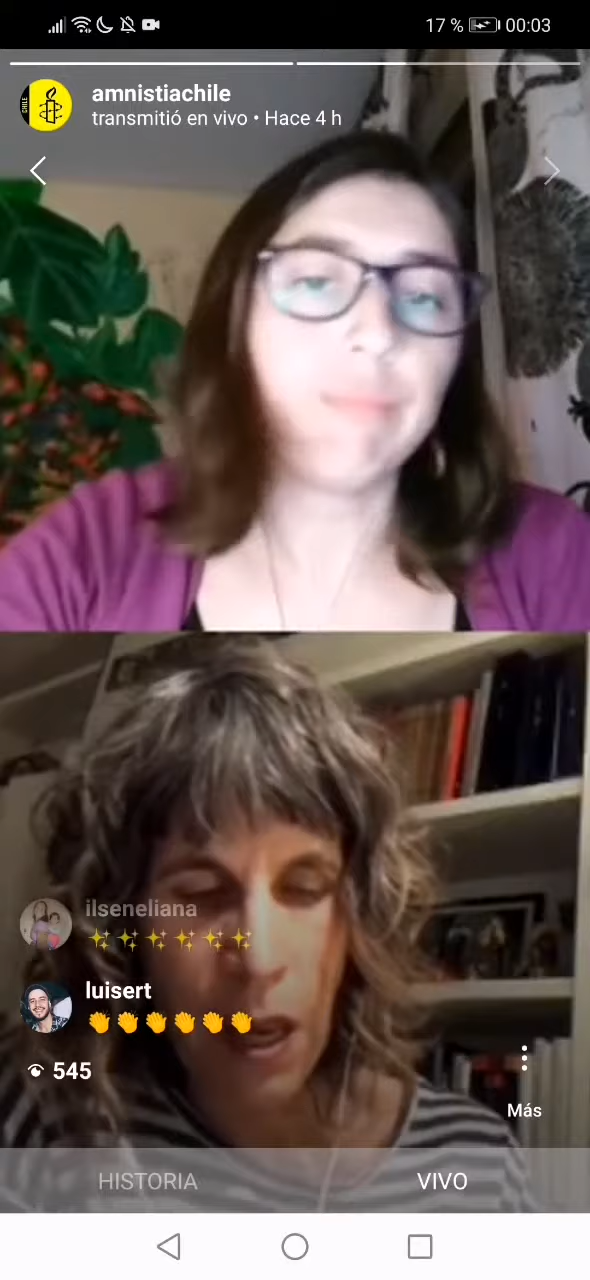 17 % 00:03
CHILE
amnistiachile
transmitió en vivo • Hace 4 h
ilseneliana
✨✨✨✨✨✨
luisert
👏👏👏👏👏👏
545
Más
HISTORIA VIVO